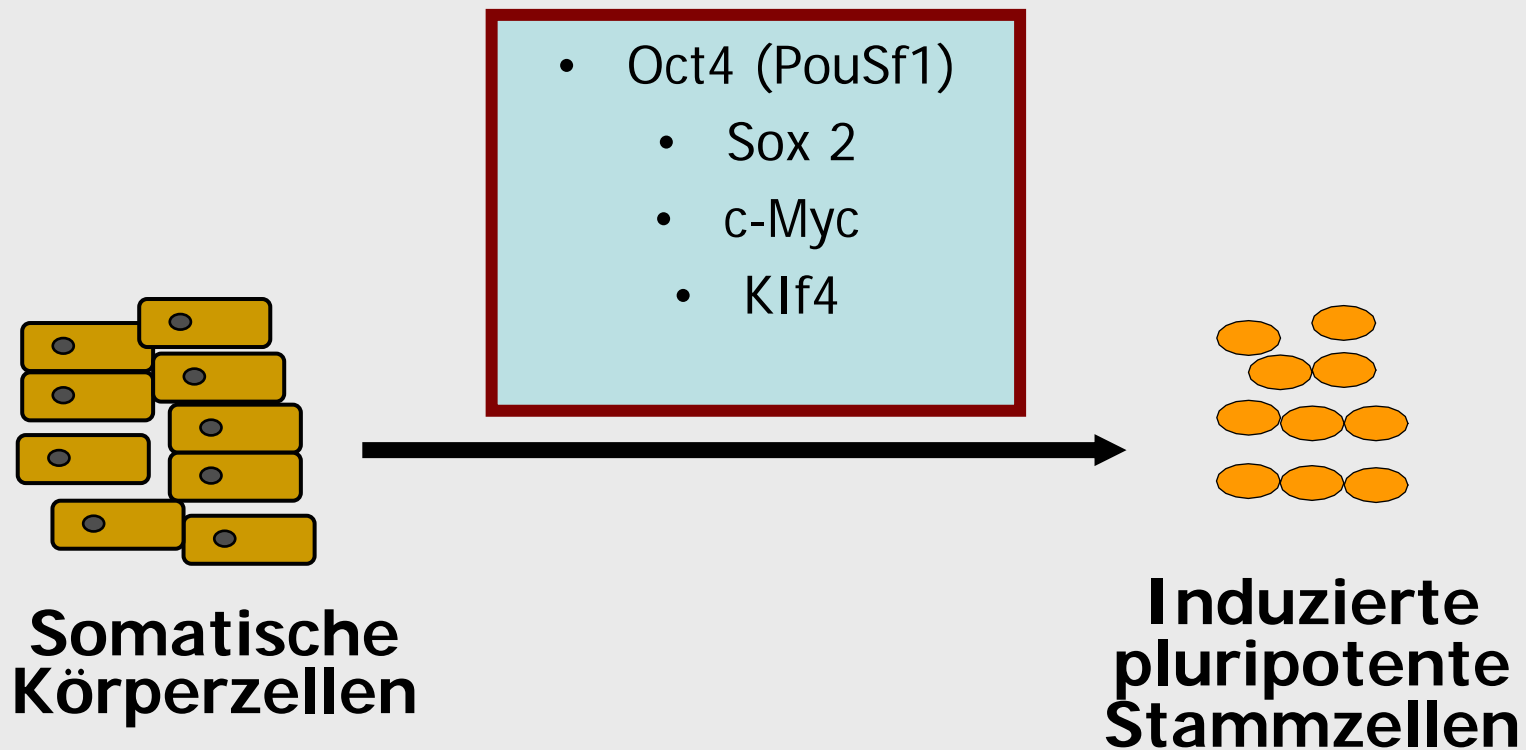 • Oct4 (PouSf1)
• Sox 2
• c-Myc
• Klf4
Somatische
Körperzellen
Induzierte
pluripotente
Stammzellen